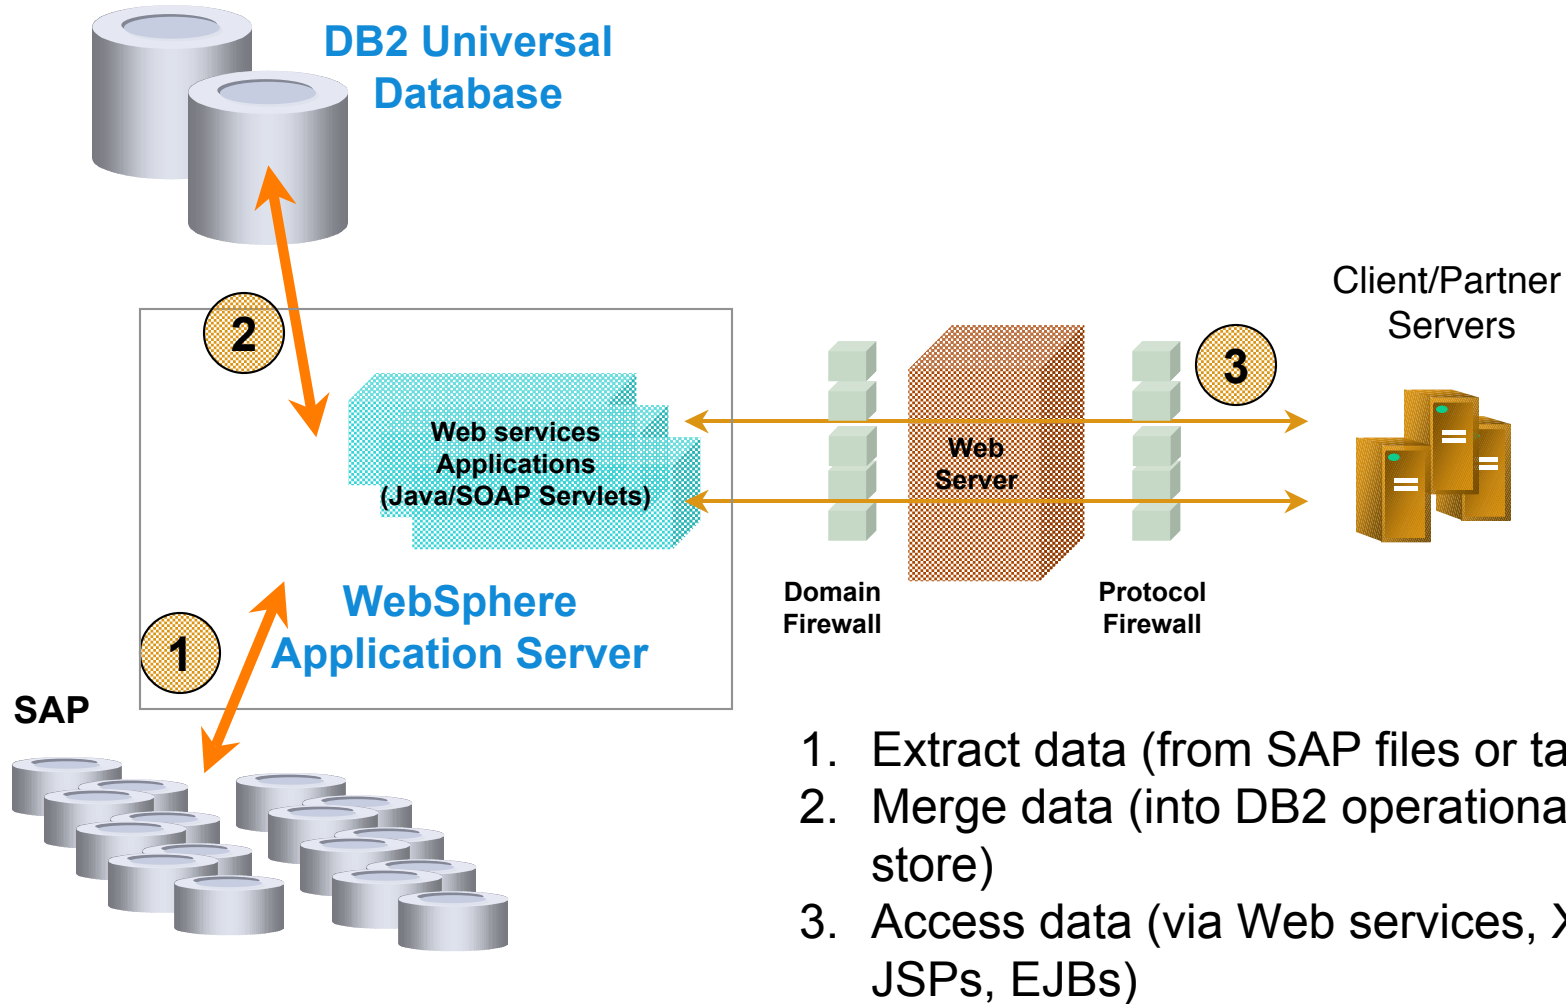 DB2 Universal
Database
Client/Partner
Servers
2
3
Web services
Applications
(Java/SOAP Servlets)
Web
Server
Domain
Firewall
Protocol
Firewall
WebSphere
Application Server
1
SAP
1. Extract data (from SAP files or
2. Merge data (into DB2
store)
3. Access data (via Web services,
JSPs, EJBs)